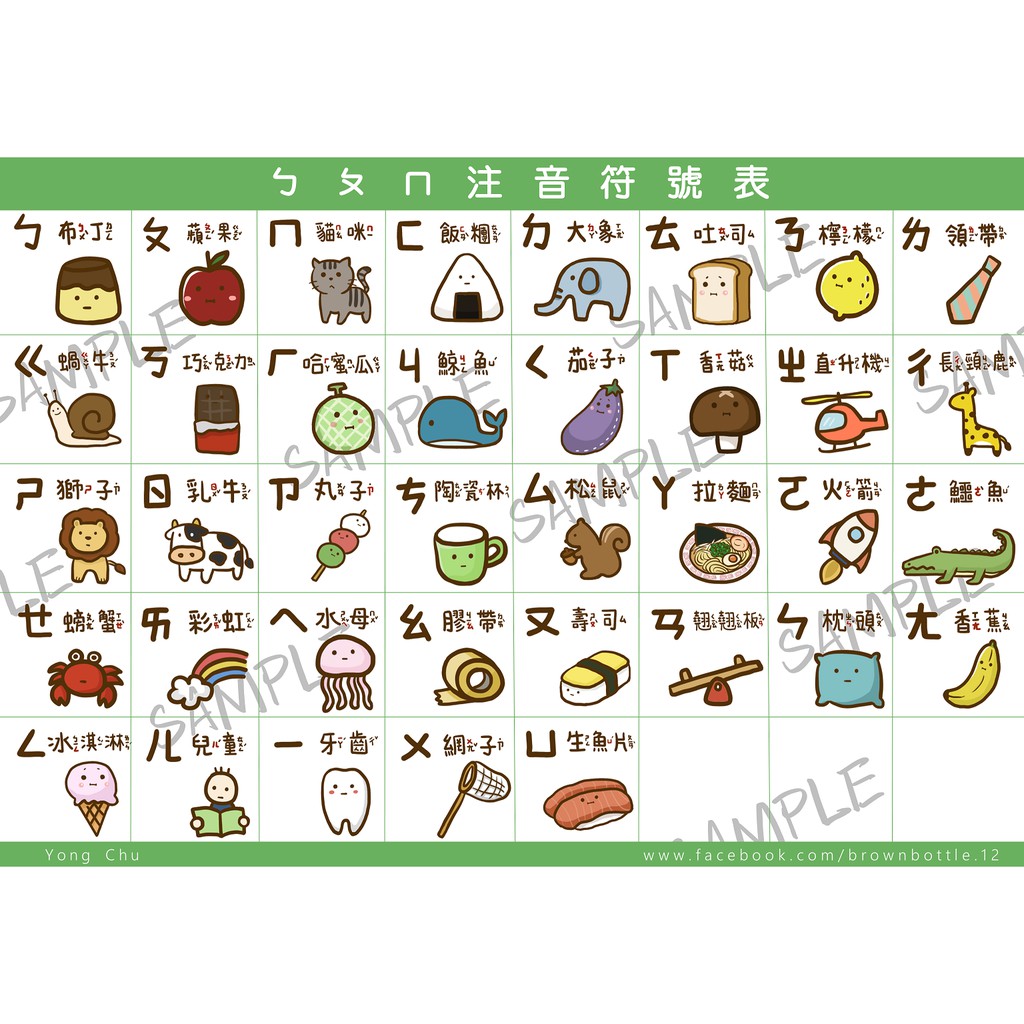 ㄅㄆㄇ注音符號表
ㄅ 布丁 ㄆ 蘋果 ㄇ 貓咪 ㄈ 飯糰 ㄉ 大象 ㄊ 吐司 ㄋ 檸檬 ㄌ 領帶
ㄍ 蝸牛 ㄎ 巧克力 ㄏ 哈蜜瓜 ㄐ 鯨魚 ㄑ 茄子 ㄒ 香菇 ㄓ 直升機 ㄔ 長頸鹿
ㄕ 獅子 ㄖ 乳牛 ㄗ 丸子 ㄘ 陶瓷杯 ㄙ 松鼠 ㄚ 拉麵 ㄛ 火箭 ㄜ 鱷魚
ㄝ 螃蟹 ㄞ 彩虹 ㄟ 水母 ㄠ 膠帶 ㄡ 壽司 ㄢ 翹翹板 ㄣ 枕頭 ㄤ 香蕉
ㄥ 冰淇淋 ㄦ 兒童 ㄧ 牙齒 ㄨ 網子 ㄩ 生魚片
Yong Chu www.facebook.com/brownbottle.12
SAMPLE
SAMPLE
SAMPLE
SAMPLE
SAMPLE
SAMPLE
SAMPLE
SAMPLE
SAMPLE
SAMPLE